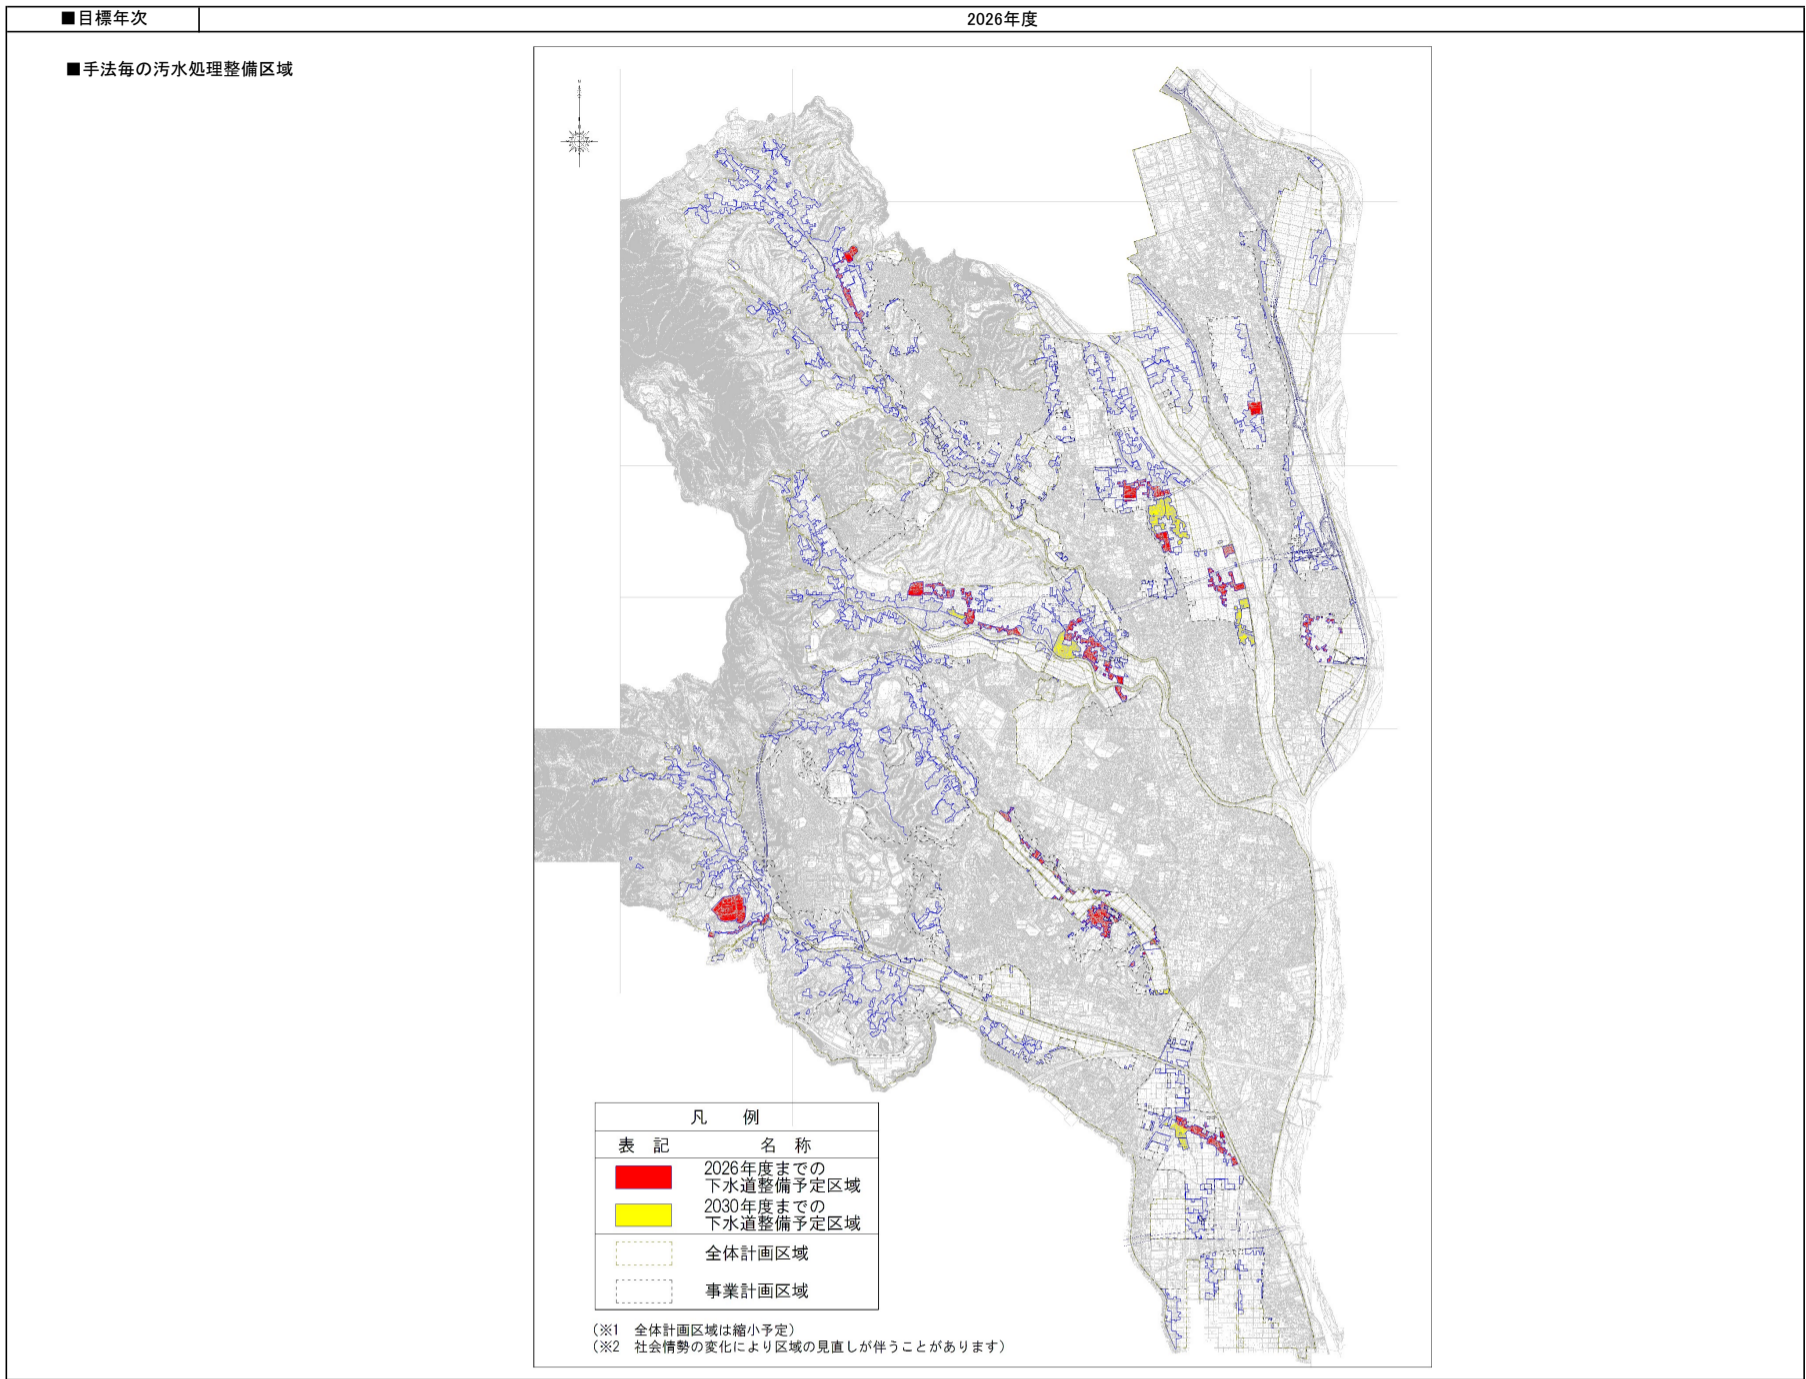 ■目標年次
2026年度
■手法毎の汚水処理整備区域
凡 例
表 記 名 称
2026年度までの
下水道整備予定区域
2030年度までの
下水道整備予定区域
全体計画区域
事業計画区域
(※1 全体計画区域は縮小予定)
(※2 社会情勢の変化により区域の見直しが伴うことがあります)